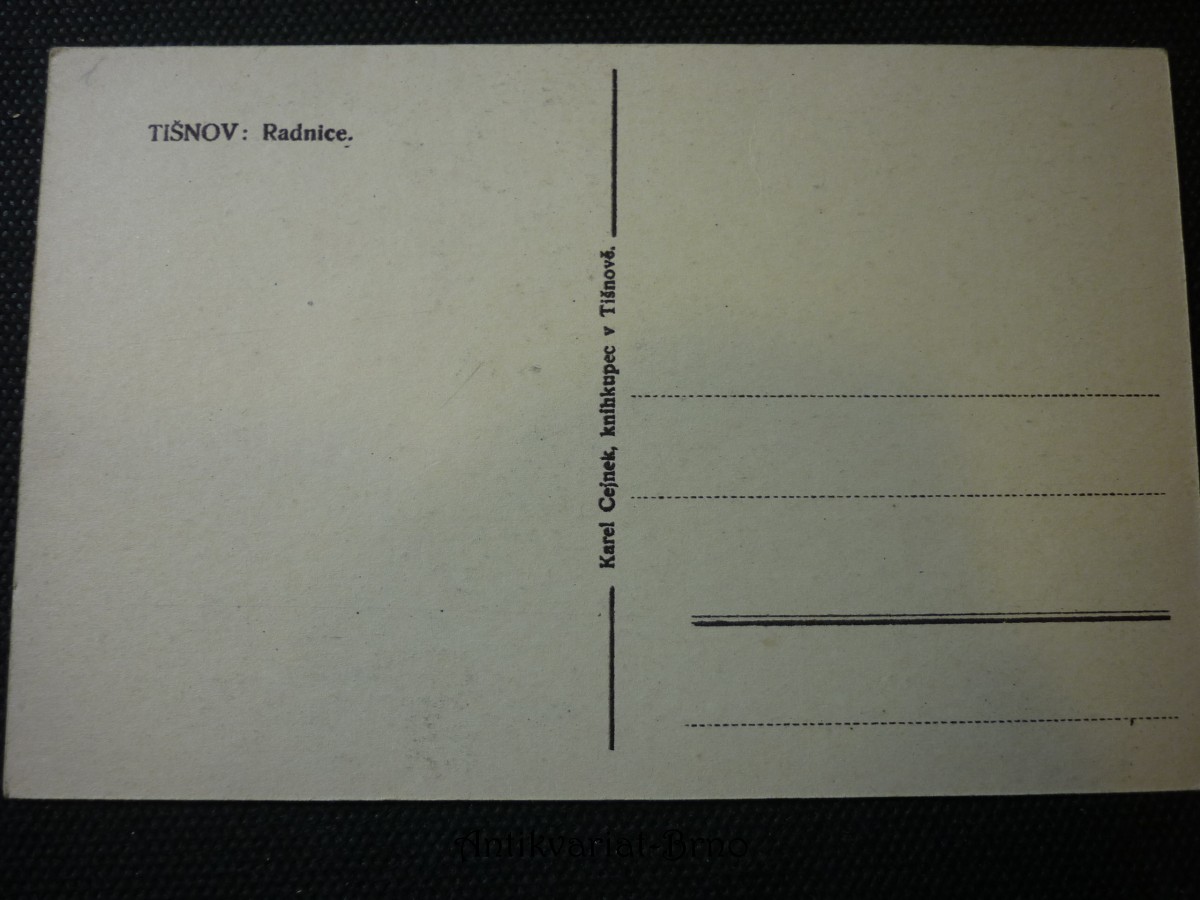 TIŠNOV: Radnice.
Karel Cejnek, knihkupec v Tišnově.
Antikvariat-Brno